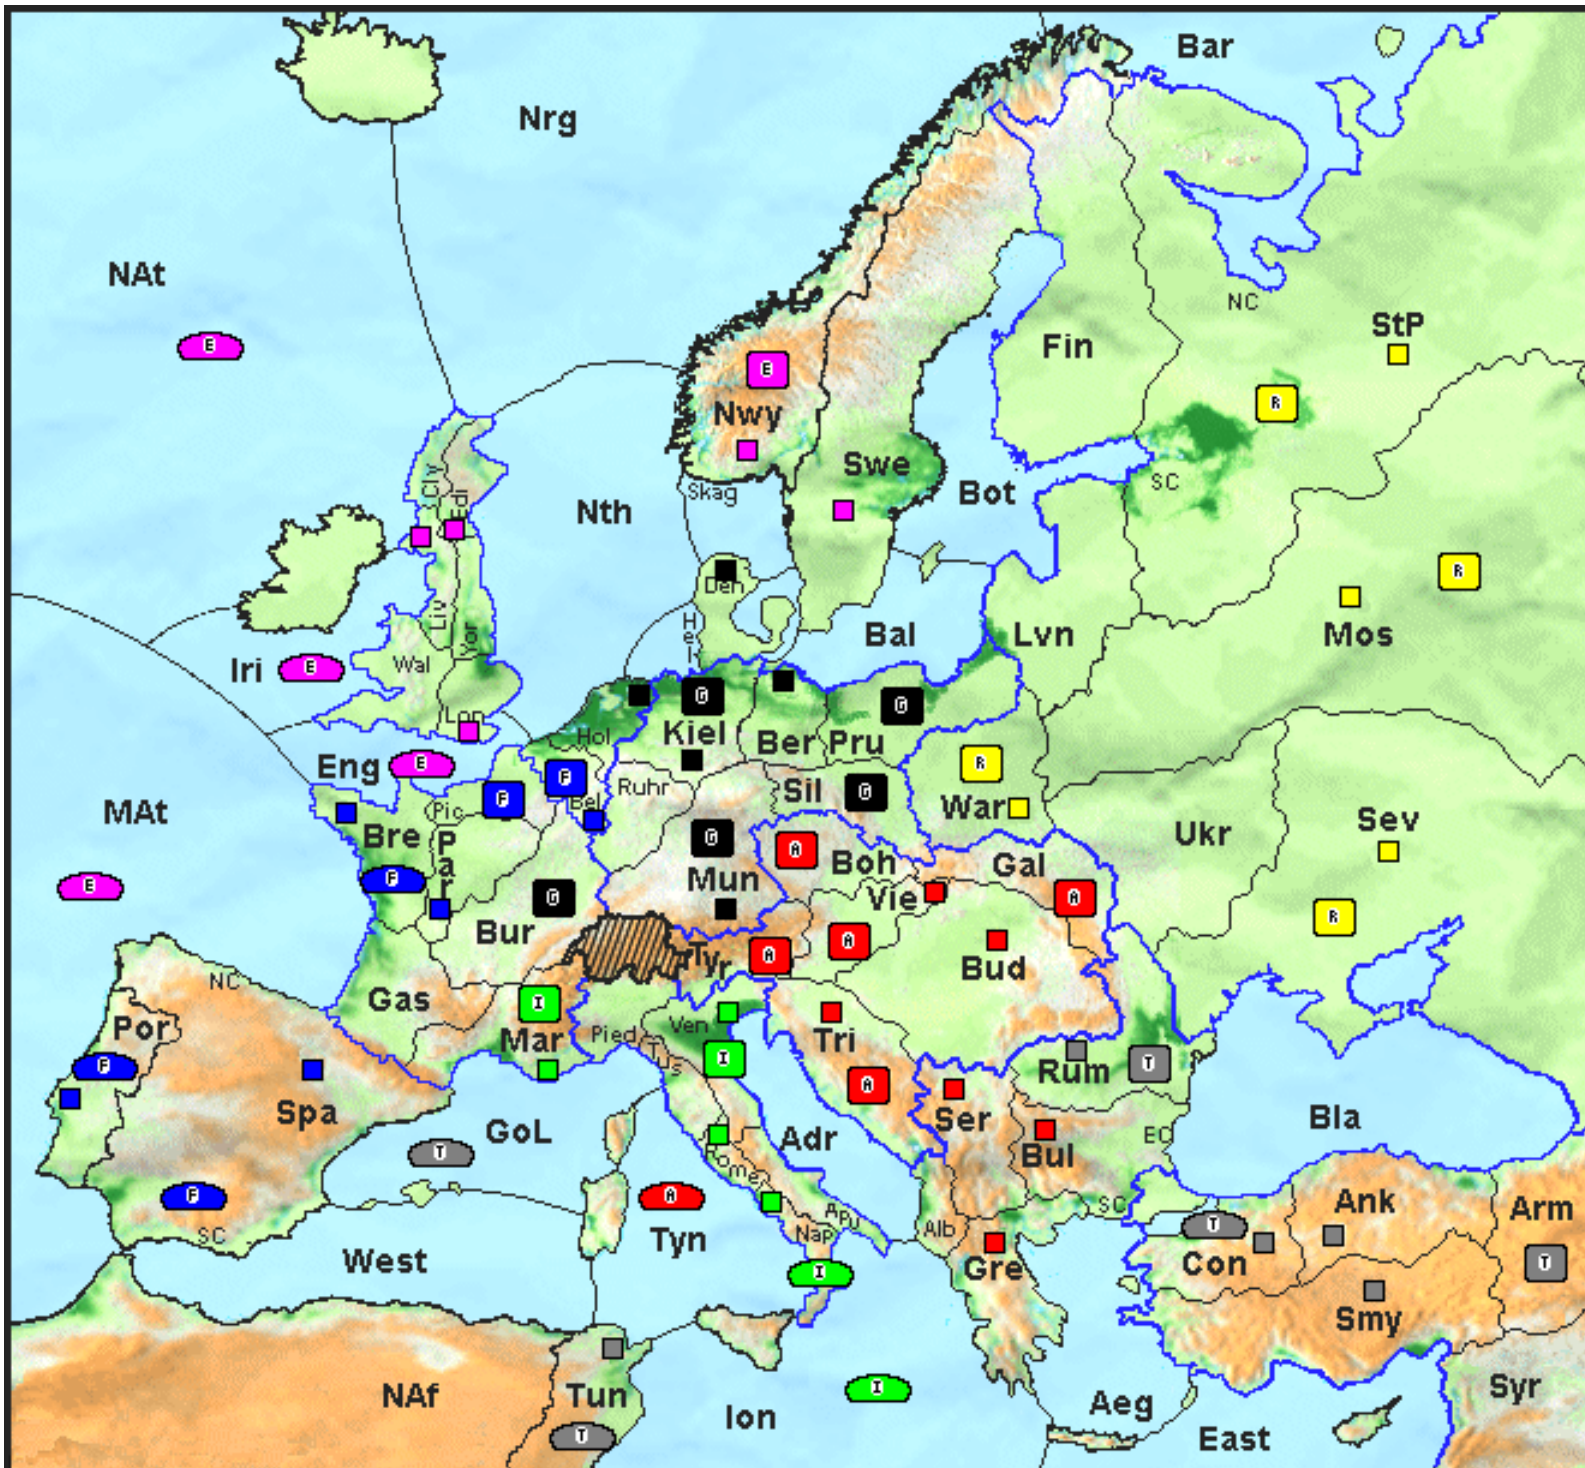 Bar
Nrg
NAt
NC
StP
Fin
E
E
R
Nwy
Swe
SC
Skag
Bot
Cly
Edi
Nth
R
Den
Liv
Yor
Hel
Bal
Lvn
Mos
Iri
E
Wal
G
G
Lon
Hol
Kiel
Ber
Pru
Eng
E
F
R
F
Ruhr
Sil
G
War
MAt
Pic
Bel
Bre
Par
G
A
Boh
Gal
Ukr
Sev
E
F
G
Mun
Vie
A
R
Bur
Tyr
A
A
Bud
NC
Gas
I
Por
Mar
Pied
Ven
Tri
F
Tus
I
A
Rum
T
Spa
GoL
Adr
Ser
Bla
T
Rome
Bul
EC
F
A
Ank
Arm
SC
Tyn
Apu
Nap
Alb
SC
T
West
I
Gre
Con
T
Smy
NAf
Tun
I
Syr
Ion
Aeg
T
East